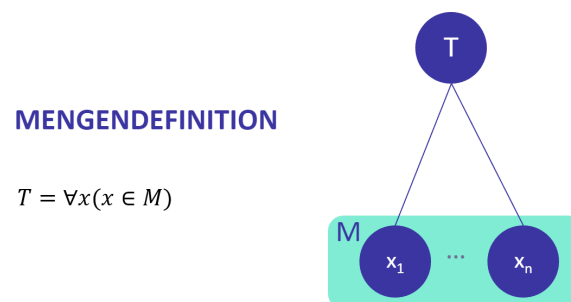 T
MENGENDEFINITION
T = ∀x(x ∈ M)
M
x₁ ... xₙ